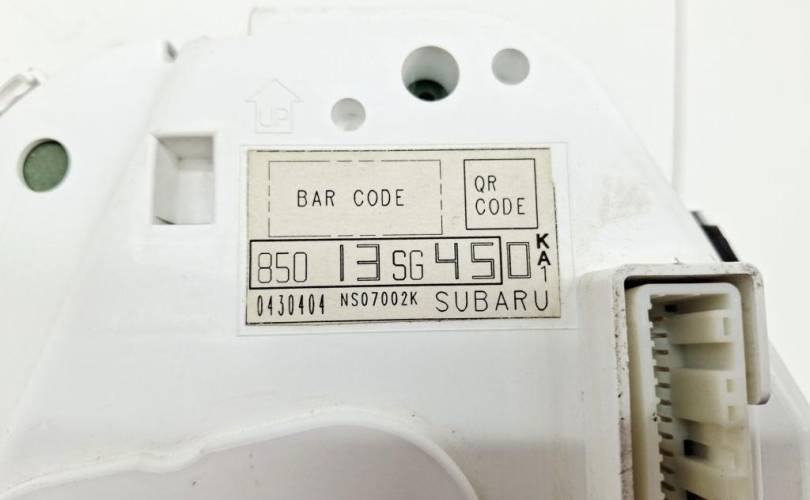 UP
BAR CODE
QR
CODE
850 13 SG 450 KA1
0430404 NS07002K SUBARU